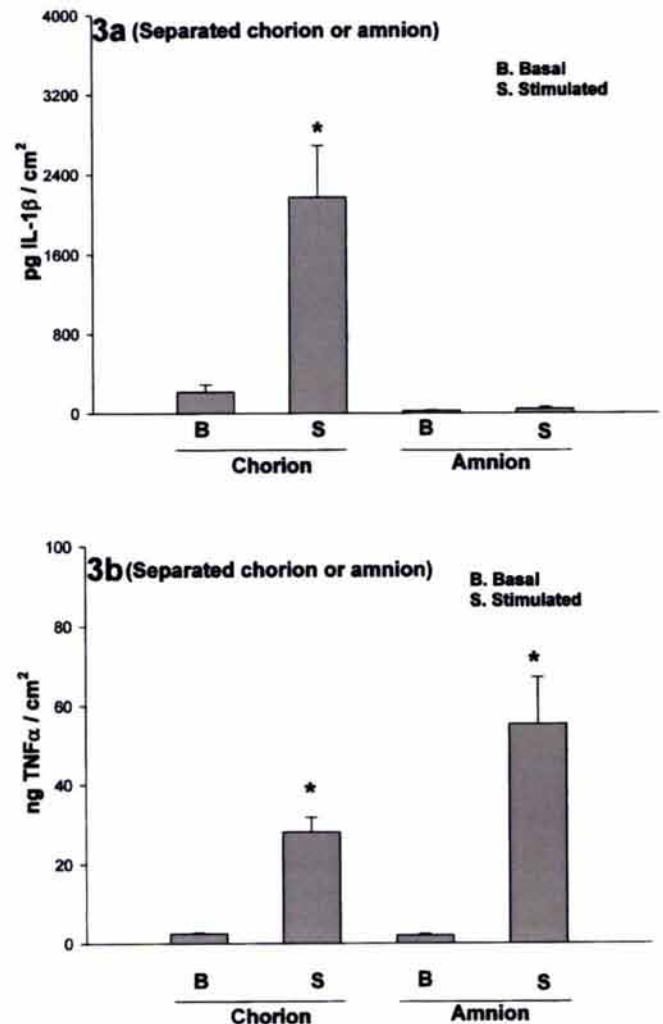 3a (Separated chorion or amnion)
B. Basal
S. Stimulated
pg IL-1β / cm²
4000
3200
2400
1600
800
0
*
B S B S
Chorion Amnion
3b (Separated chorion or amnion)
B. Basal
S. Stimulated
ng TNFα / cm²
100
80
60
40
20
0
*
*
B S B S
Chorion Amnion